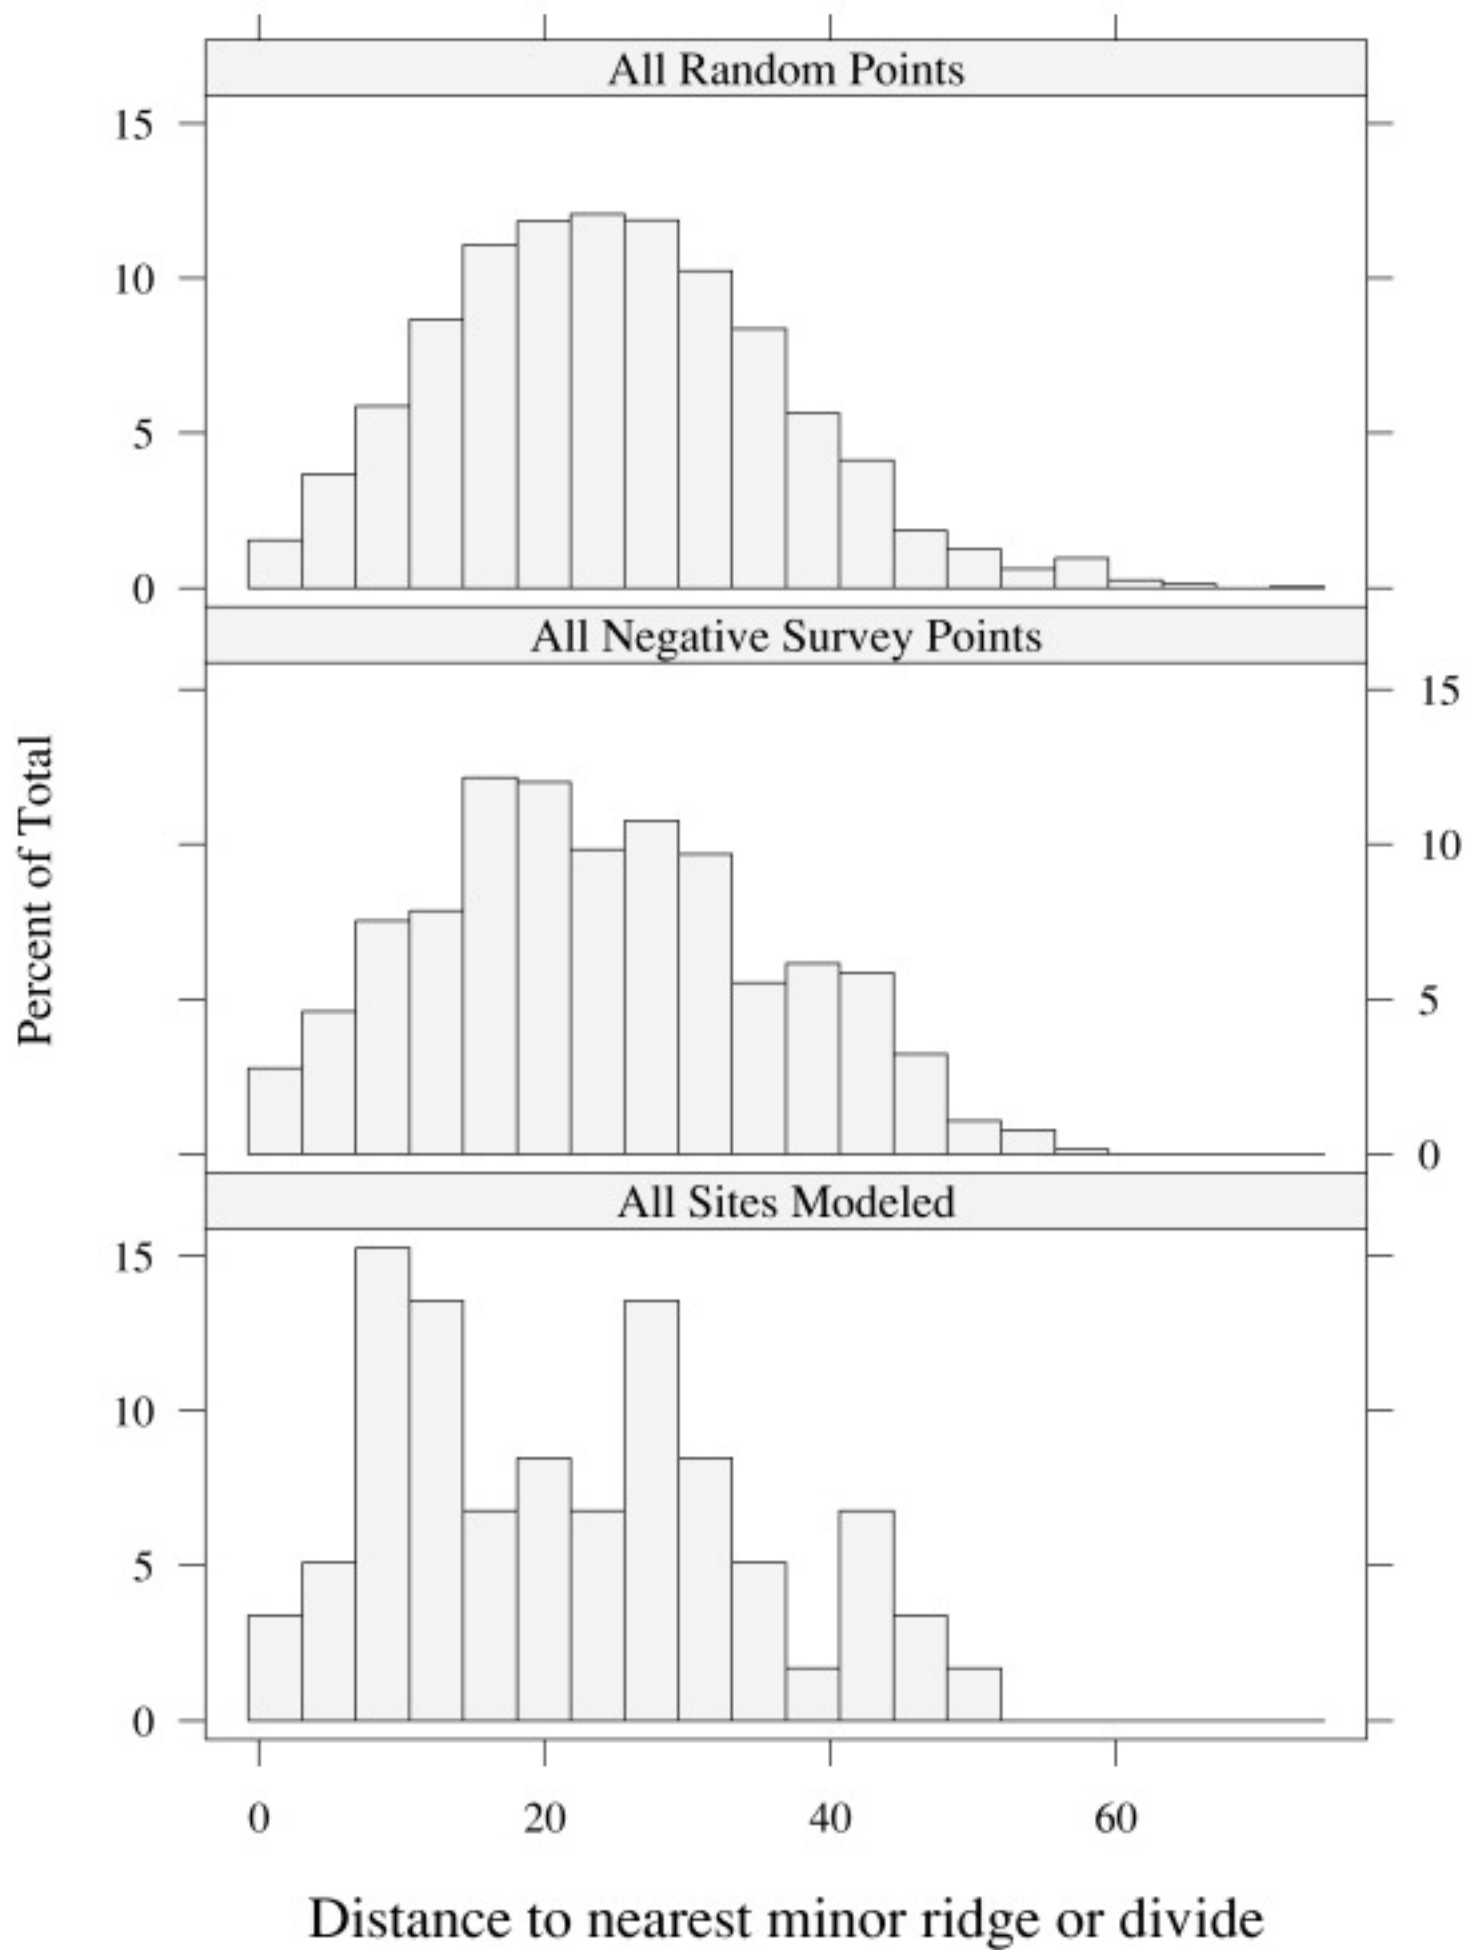 All Random Points
15
10
5
0
All Negative Survey Points
15
10
5
0
Percent of Total
All Sites Modeled
15
10
5
0
0 20 40 60
Distance to nearest minor ridge or divide